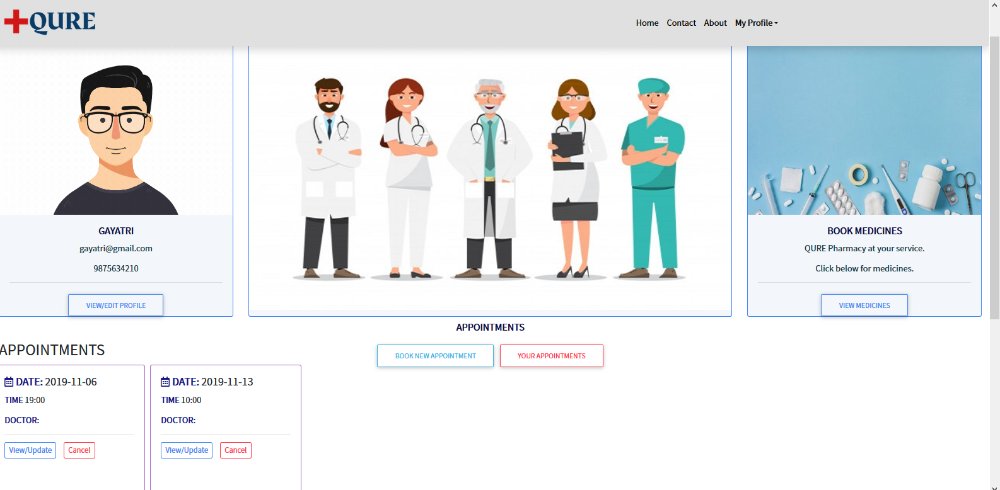 QURE
Home Contact About My Profile
GAYATRI
gayatri@gmail.com
9875634210
VIEW/EDIT PROFILE
BOOK MEDICINES
QURE Pharmacy at your service.
Click below for medicines.
VIEW MEDICINES
APPOINTMENTS
BOOK NEW APPOINTMENT YOUR APPOINTMENTS
APPOINTMENTS
DATE: 2019-11-06
TIME 19:00
DOCTOR:
View/Update Cancel
DATE: 2019-11-13
TIME 10:00
DOCTOR:
View/Update Cancel